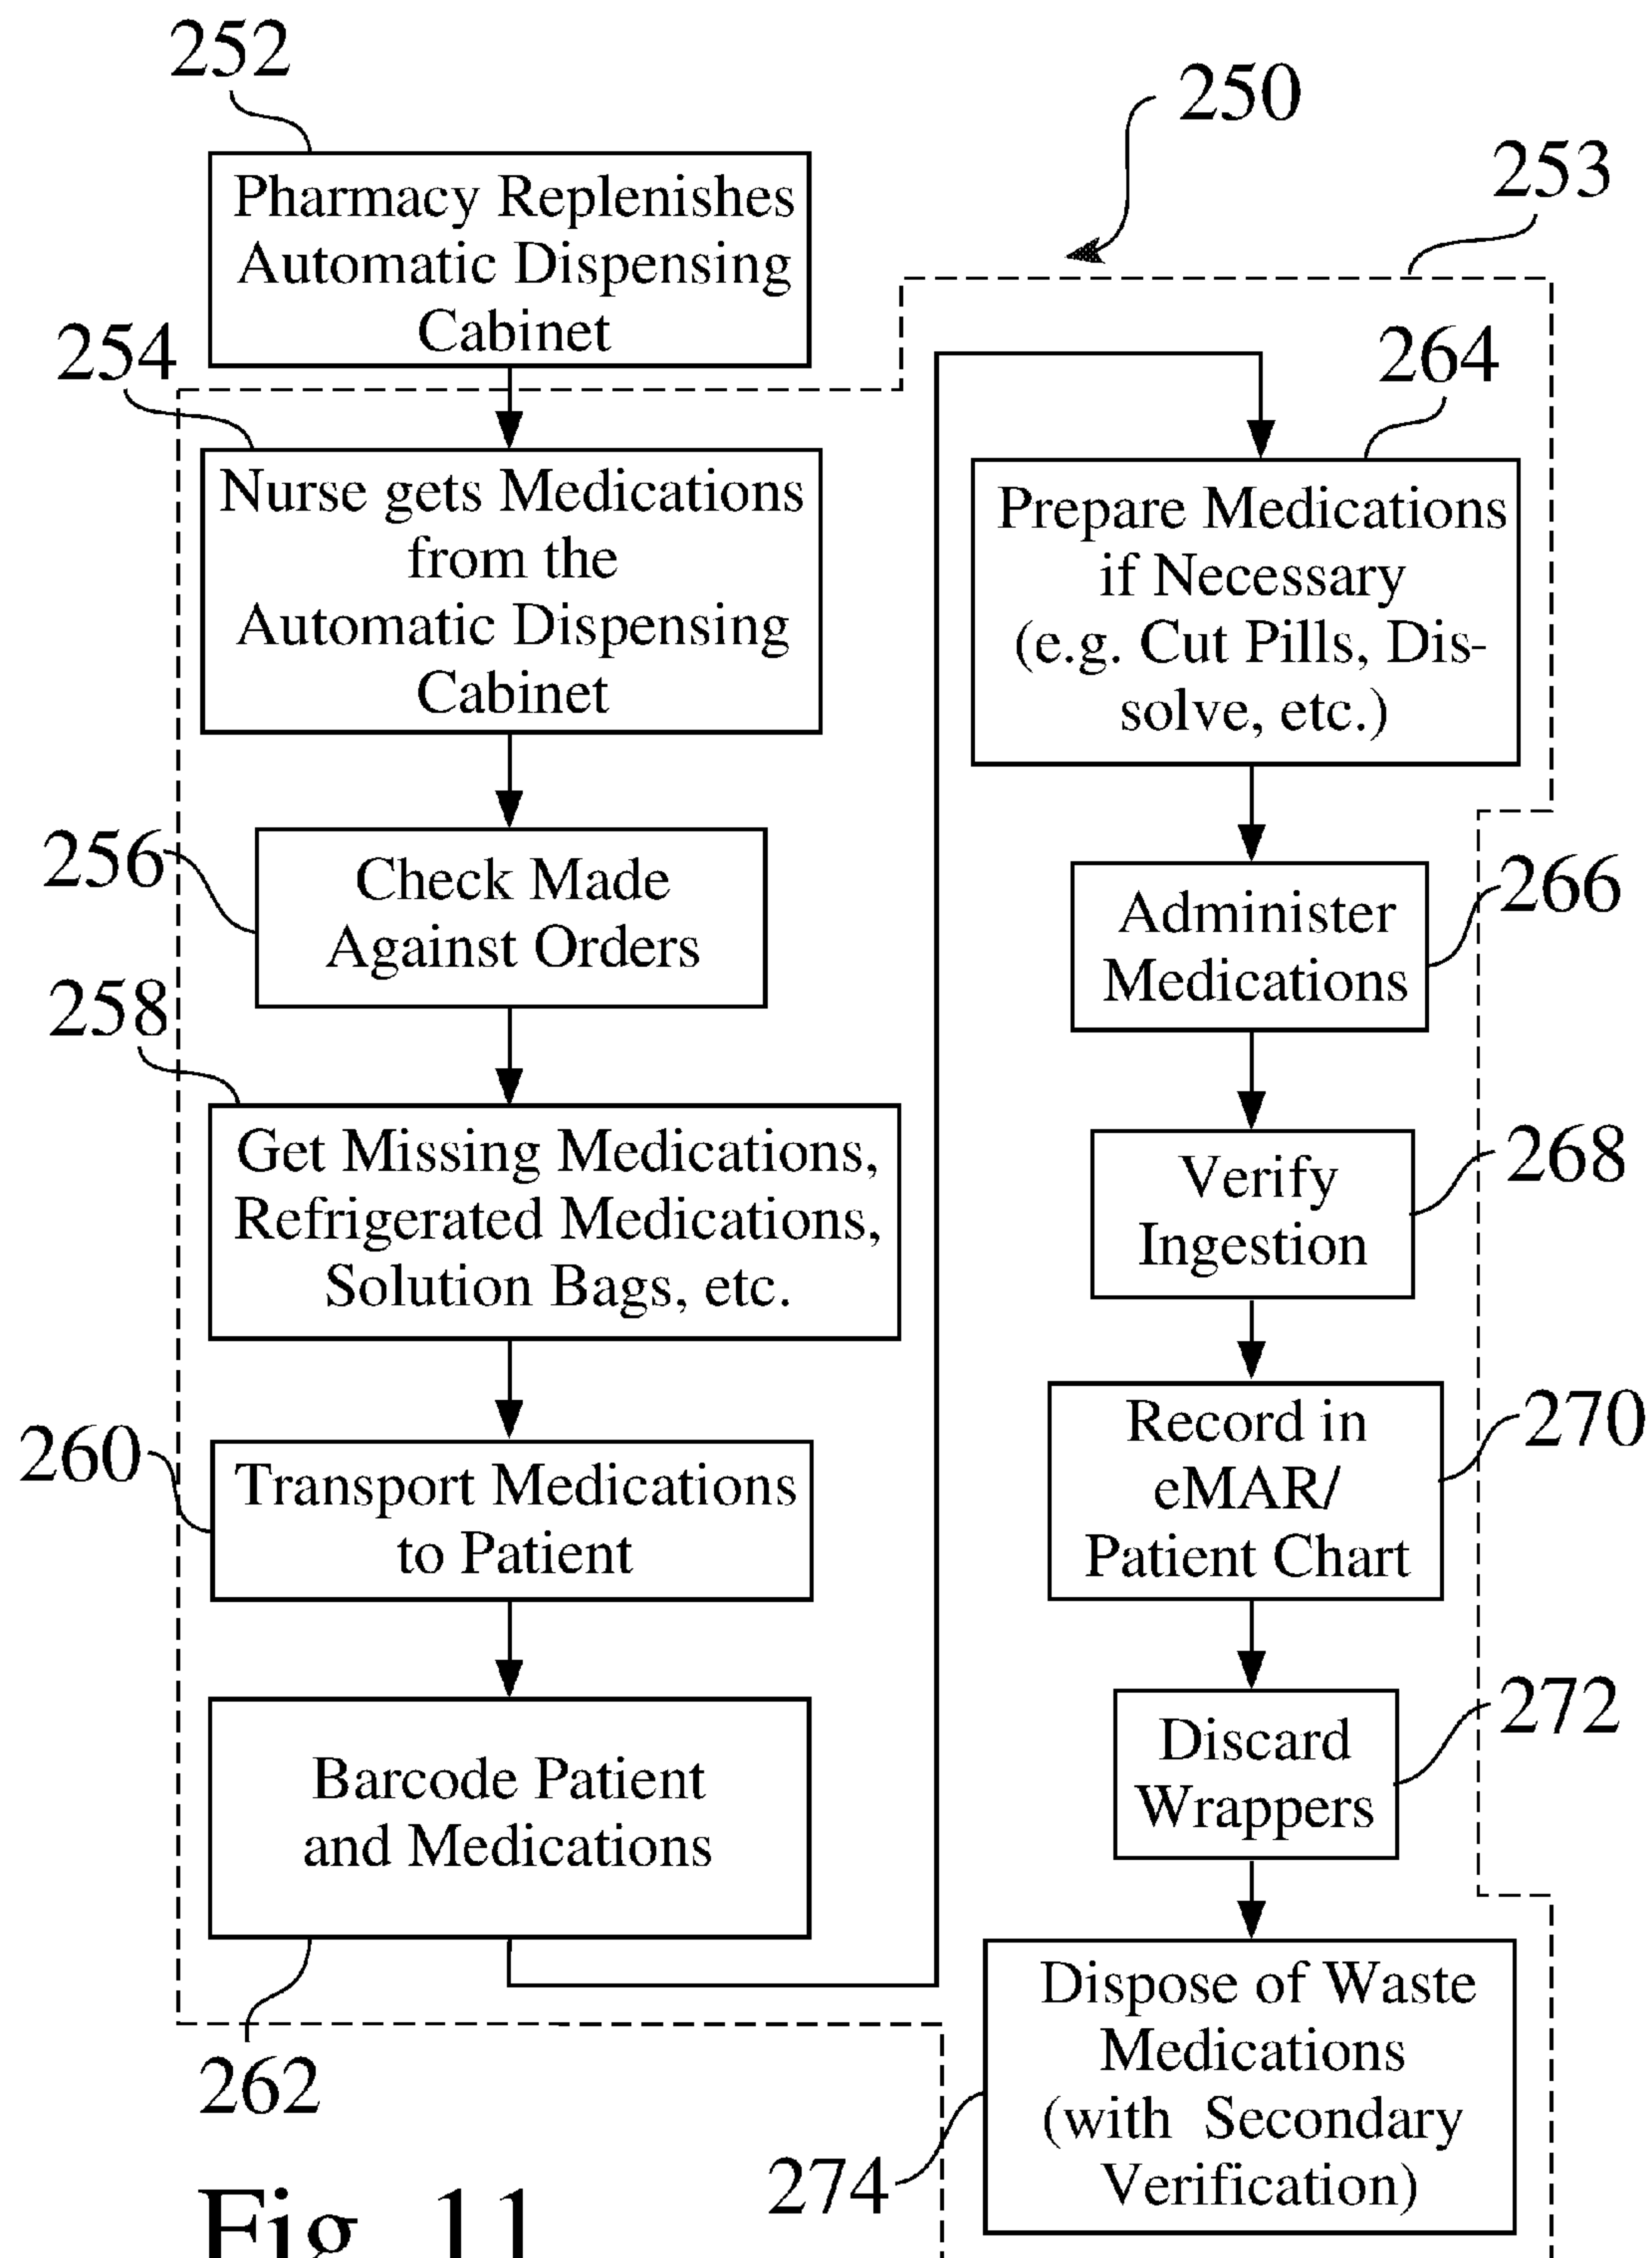 252
250
253
Pharmacy Replenishes
Automatic Dispensing
Cabinet
254
Nurse gets Medications
from the
Automatic Dispensing
Cabinet
256
Check Made
Against Orders
258
Get Missing Medications,
Refrigerated Medications,
Solution Bags, etc.
260
Transport Medications
to Patient
Barcode Patient
and Medications
262
264
Prepare Medications
if Necessary
(e.g. Cut Pills, Dis-
solve, etc.)
266
Administer
Medications
268
Verify
Ingestion
270
Record in
eMAR/
Patient Chart
272
Discard
Wrappers
Dispose of Waste
Medications
(with Secondary
Verification)
274
Fig. 11